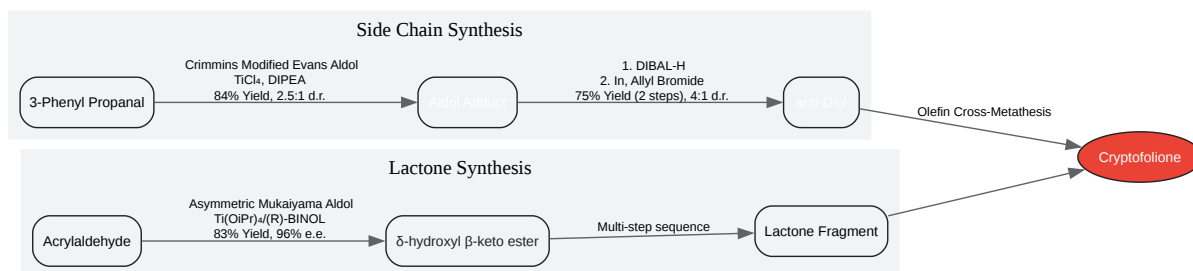 Side Chain Synthesis
3-Phenyl Propanal
Crimmins Modified Evans Aldol
TiCl₄, DIPEA
84% Yield, 2.5:1 d.r.
Aldol Adduct
1. DIBAL-H
2. In, Allyl Bromide
75% Yield (2 steps), 4:1 d.r.
anti-Diol
Olefin Cross-Metathesis
Cryptofolione
Lactone Synthesis
Acrylaldehyde
Asymmetric Mukaiyama Aldol
Ti(OiPr)₄/(R)-BINOL
83% Yield, 96% e.e.
δ-hydroxyl β-keto ester
Multi-step sequence
Lactone Fragment